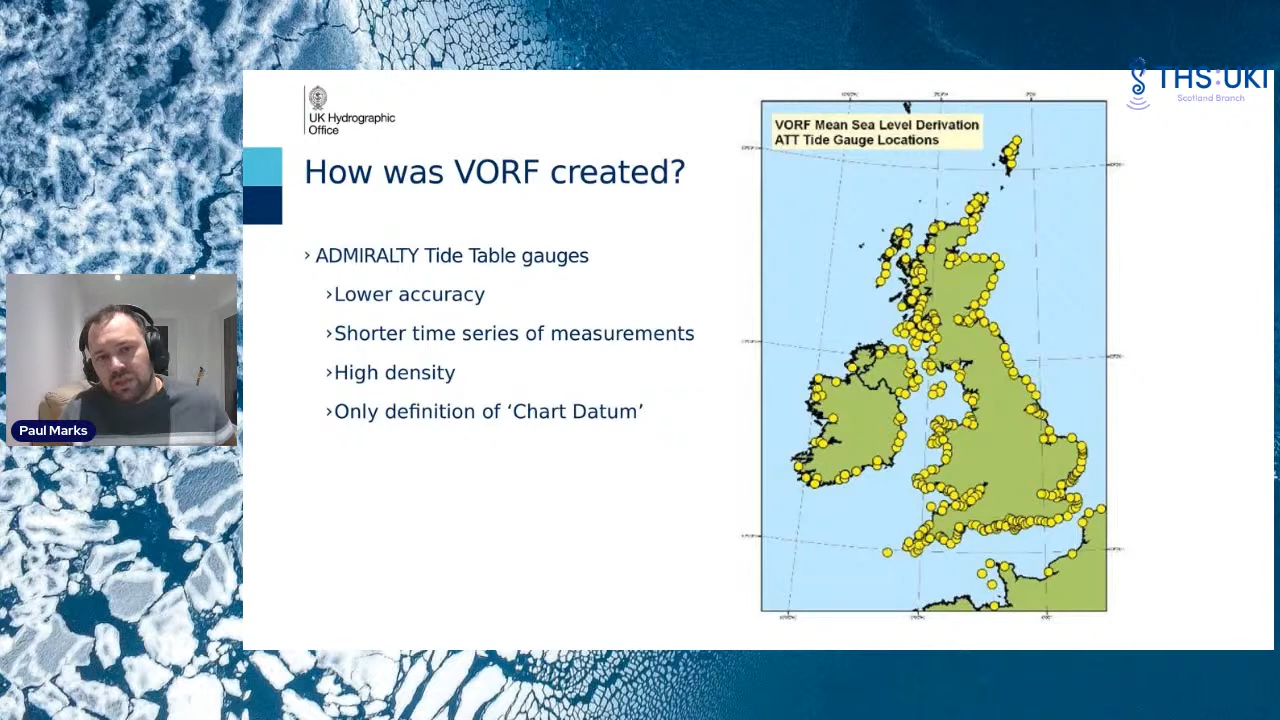 THS:UKI
Scotland Branch
UK Hydrographic
Office
How was VORF created?
› ADMIRALTY Tide Table gauges
›Lower accuracy
›Shorter time series of measurements
›High density
›Only definition of ‘Chart Datum’
VORF Mean Sea Level Derivation
ATT Tide Gauge Locations
Paul Marks